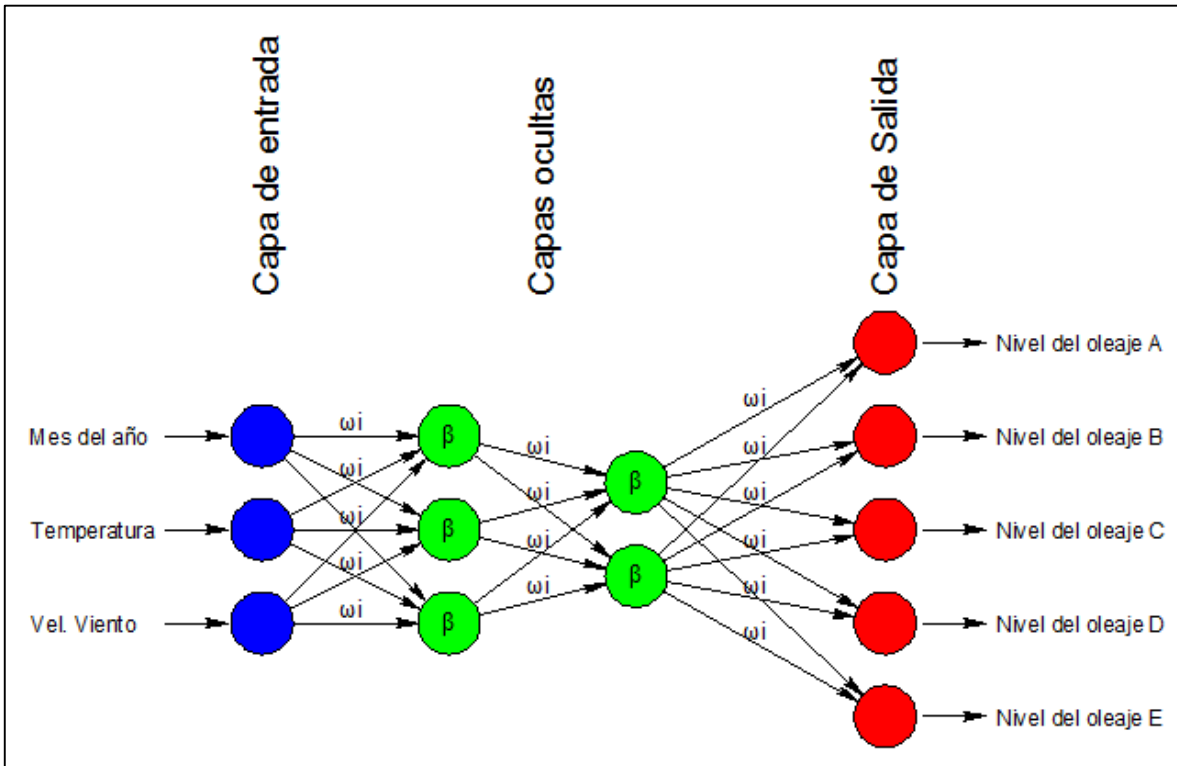 Capa de entrada
Capas ocultas
Capa de Salida
Mes del año
Temperatura
Vel. Viento
ωi
ωi
ωi
ωi
ωi
β
β
β
ωi
ωi
ωi
ωi
β
β
ωi
ωi
ωi
ωi
ωi
Nivel del oleaje A
Nivel del oleaje B
Nivel del oleaje C
Nivel del oleaje D
Nivel del oleaje E